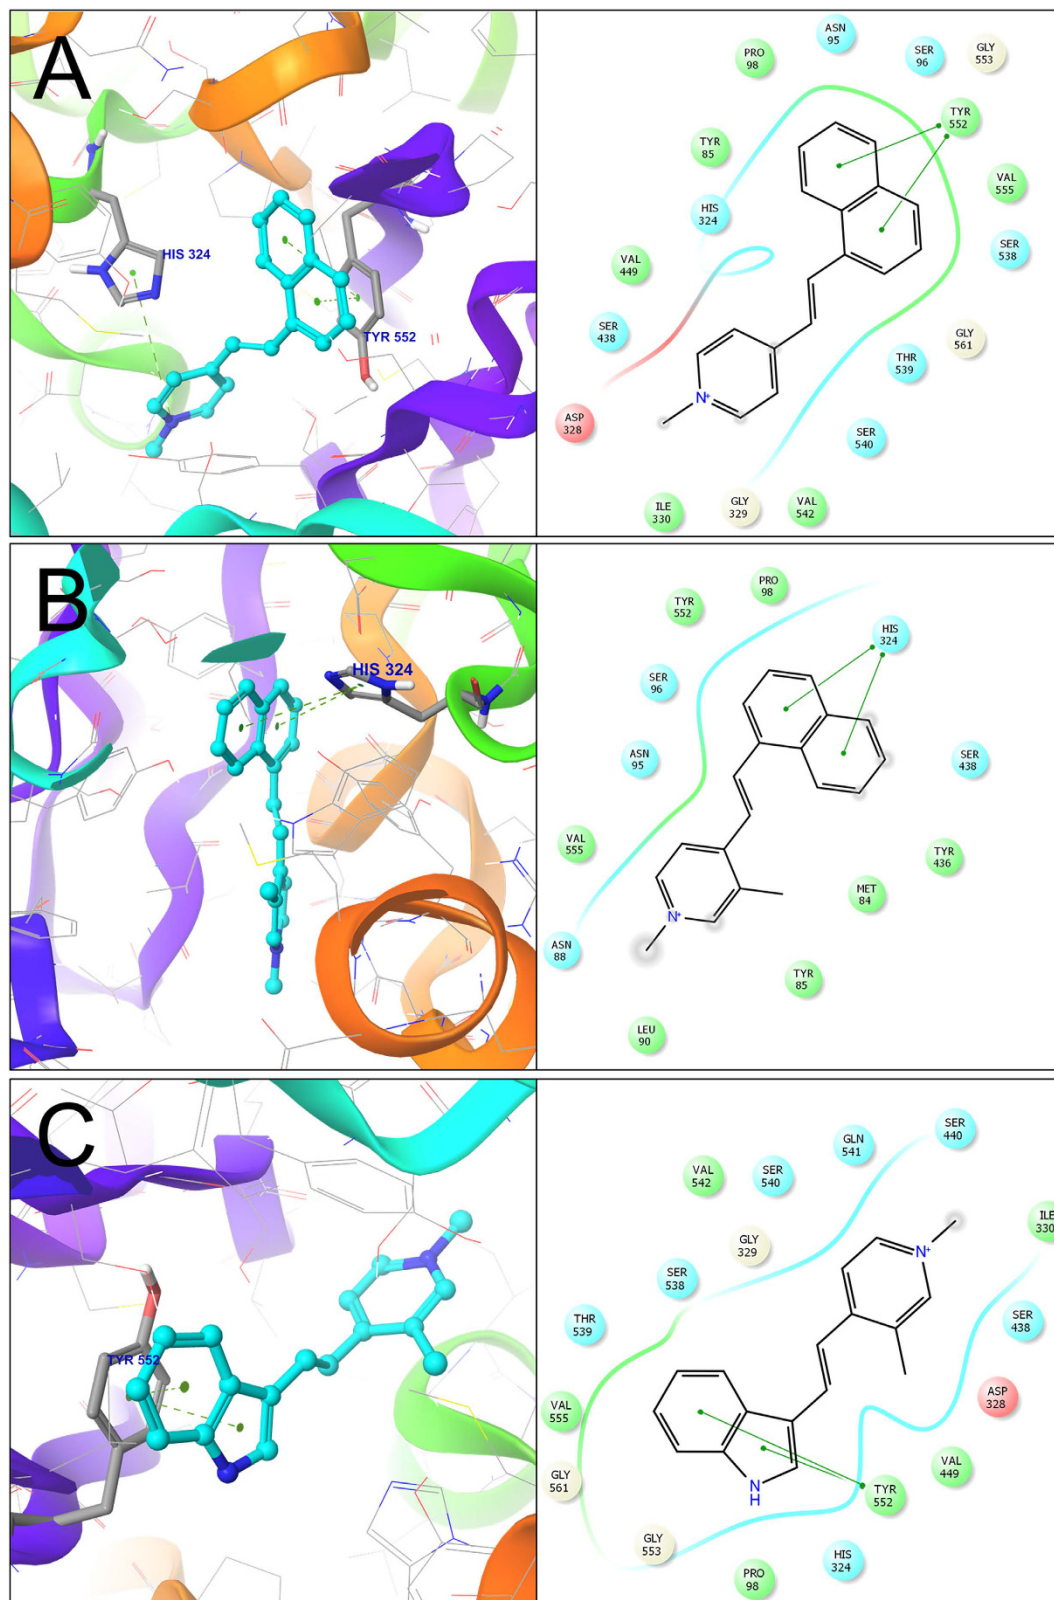 A
HIS 324
TYR 552
ASN
95
SER
96
GLY
553
PRO
98
TYR
552
TYR
85
VAL
555
HIS
324
SER
538
VAL
449
SER
438
GLY
561
THR
539
N+
ASP
328
SER
540
ILE
330
GLY
329
VAL
542
B
HIS 324
PRO
98
TYR
552
HIS
324
SER
96
ASN
95
SER
438
VAL
555
TYR
436
MET
84
N+
ASN
88
TYR
85
LEU
90
C
TYR 552
SER
440
GLN
541
VAL
542
SER
540
ILE
330
GLY
329
N+
SER
538
SER
438
THR
539
ASP
328
VAL
555
VAL
449
GLY
561
N
H
TYR
552
GLY
553
HIS
324
PRO
98